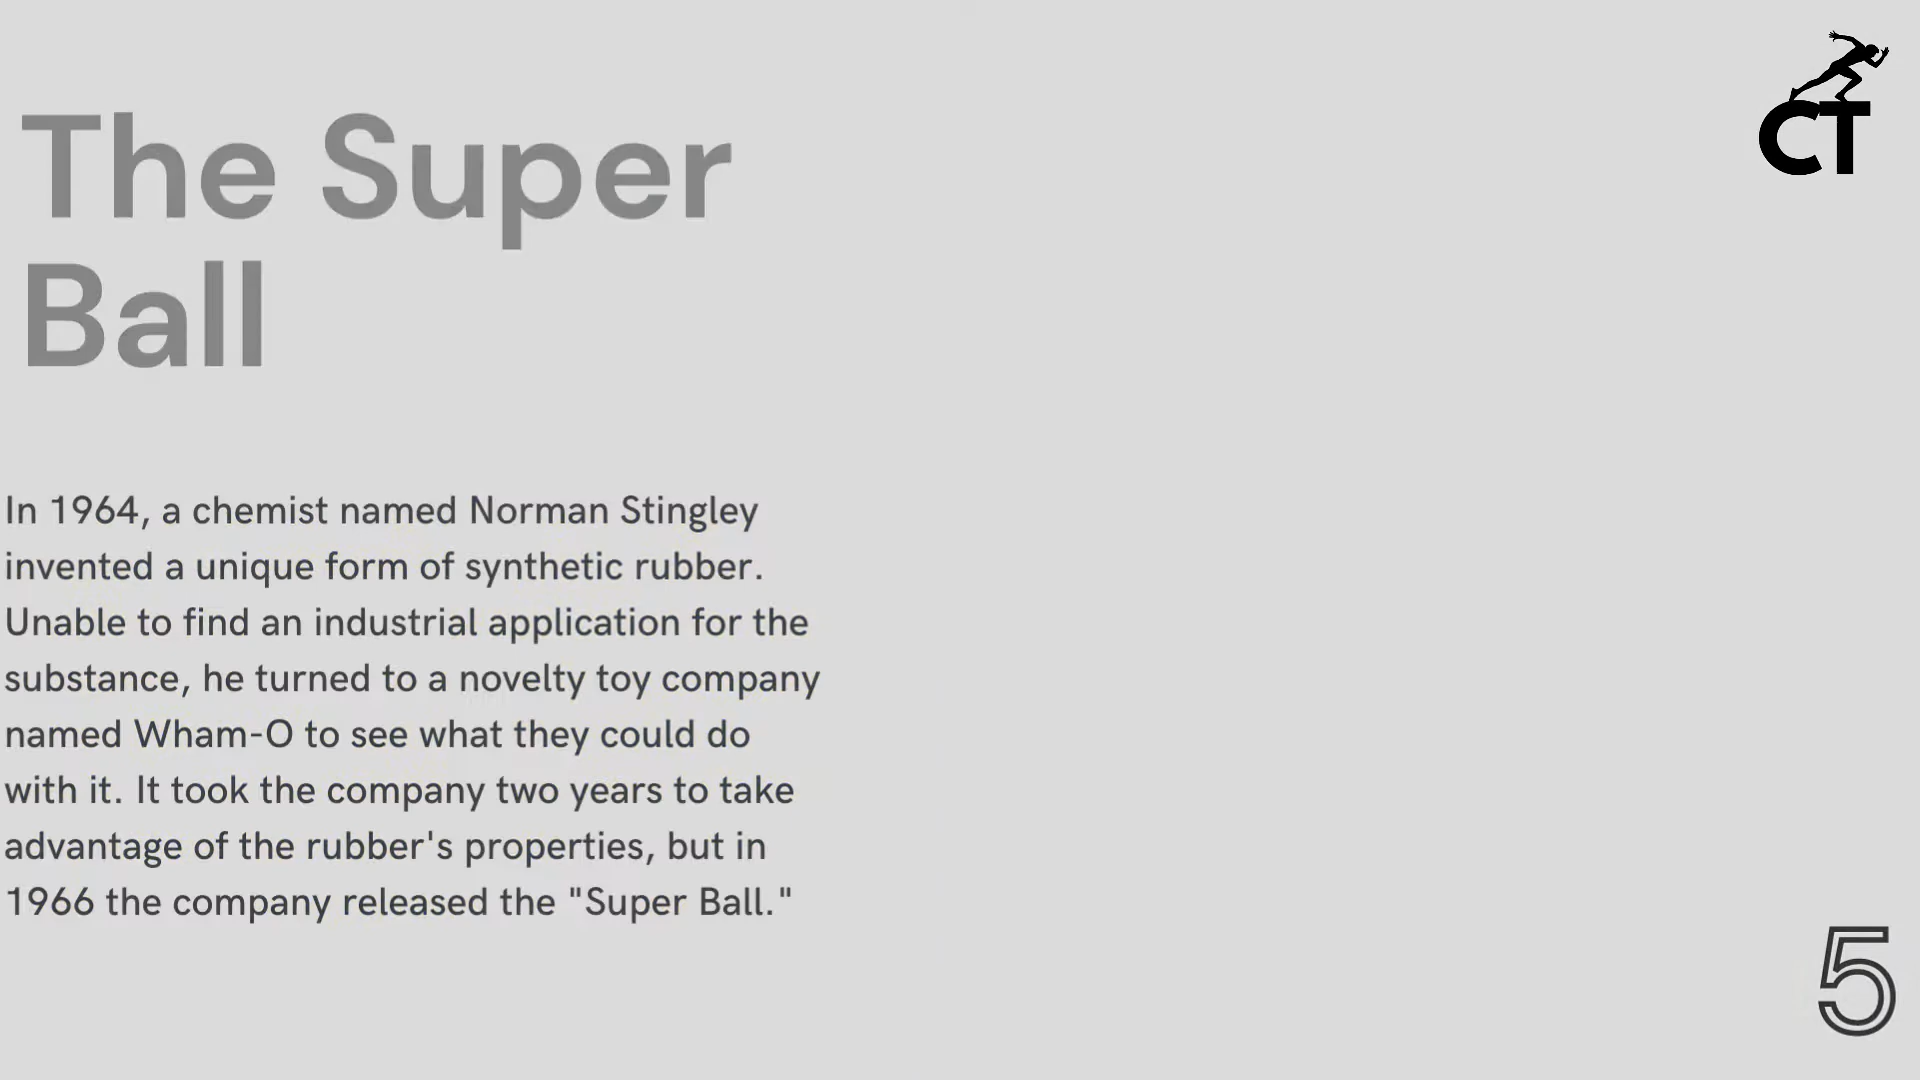 CT
The Super
Ball
In 1964, a chemist named Norman Stingley
invented a unique form of synthetic rubber.
Unable to find an industrial application for the
substance, he turned to a novelty toy company
named Wham-O to see what they could do
with it. It took the company two years to take
advantage of the rubber's properties, but in
1966 the company released the "Super Ball."
5